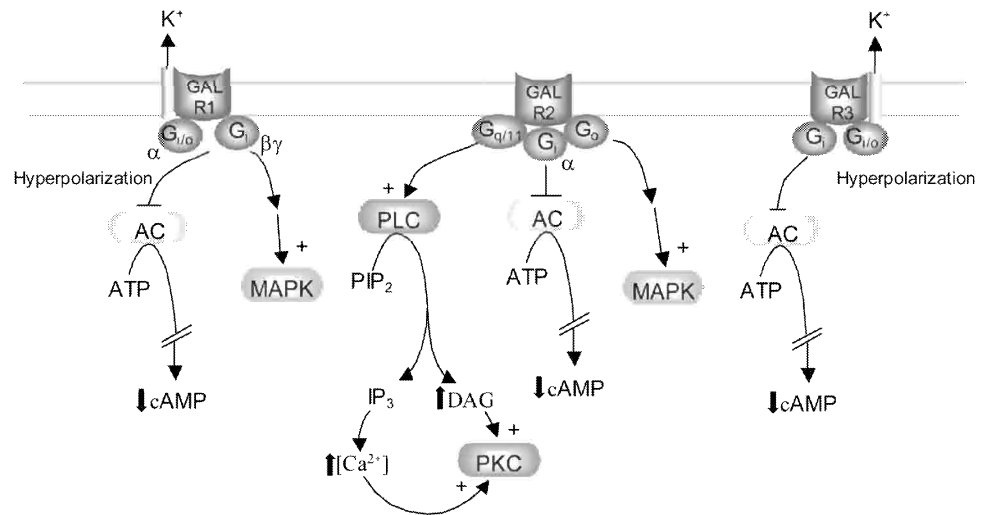 K⁺
K⁺
GAL
R1
GAL
R2
GAL
R3
Gi/o
Gi
Gq/11
Gi
Go
Gi
Gi/o
α
βγ
α
Hyperpolarization
Hyperpolarization
+
PLC
AC
AC
AC
+
+
ATP
MAPK
PIP₂
ATP
MAPK
ATP
⬇cAMP
IP₃
⬆DAG
⬇cAMP
⬇cAMP
+
⬆[Ca²⁺]
PKC
+